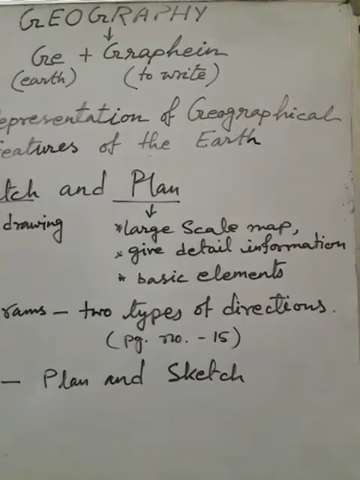 GEOGRAPHY
Ge + Graphein
(earth) (to write)
representation of Geographical
features of the Earth
tch and Plan
drawing *large Scale map,
* give detail information
* basic elements
rams - two types of directions.
(pg. no. - 15)
- Plan and Sketch